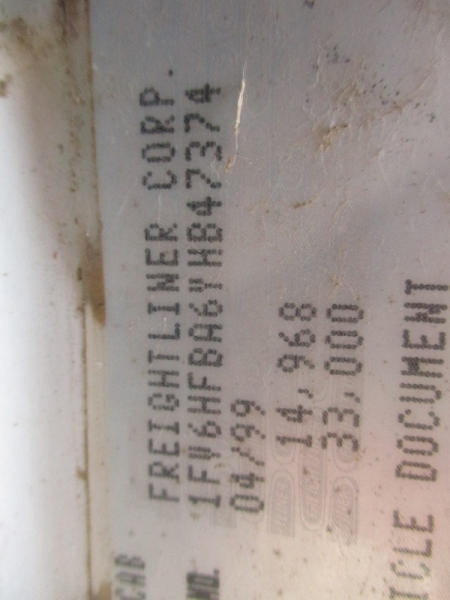 FREIGHTLINER CORP.
1FV6HFBA6YHB47374
04/99
14,968
33,000
CAB
NO.
ICLE DOCUMENT